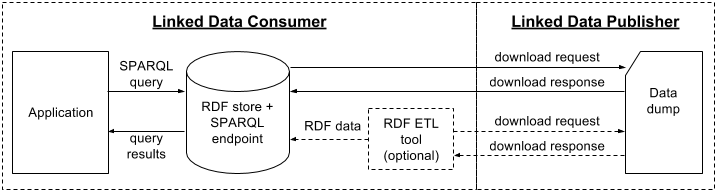 Linked Data Consumer
Linked Data Publisher
SPARQL
query
Application
query
results
RDF store +
SPARQL
endpoint
RDF data
RDF ETL
tool
(optional)
download request
download response
download request
download response
Data
dump